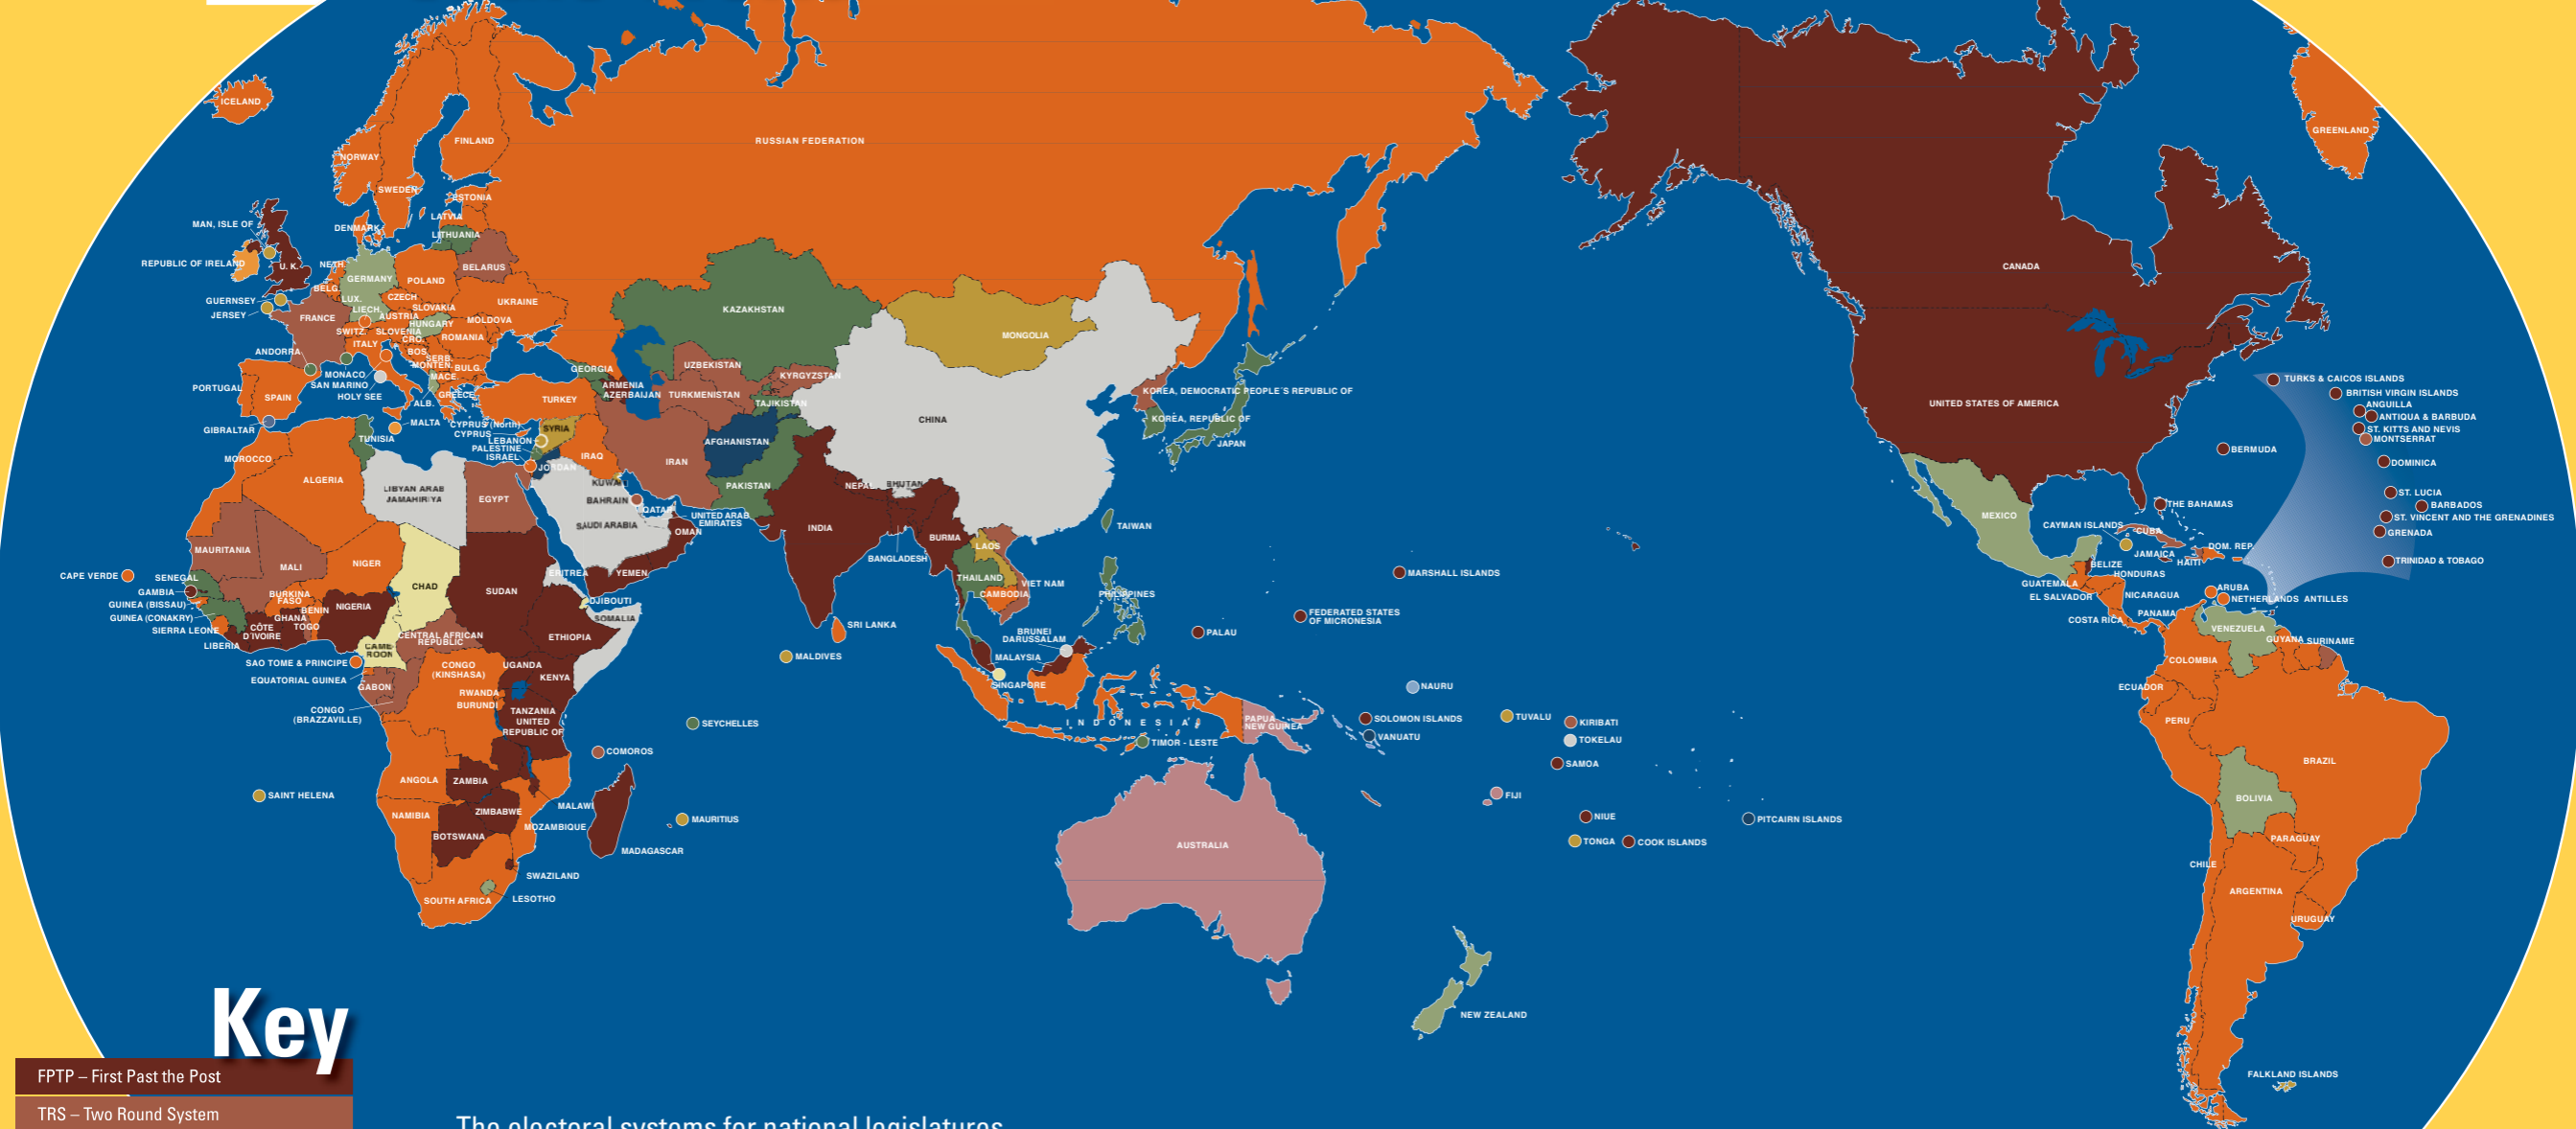 ICELAND
GREENLAND
FINLAND
RUSSIAN FEDERATION
NORWAY
SWEDEN
ESTONIA
LATVIA
MAN, ISLE OF
DENMARK
LITHUANIA
REPUBLIC OF IRELAND
U. K.
NETH.
BELARUS
GERMANY
POLAND
CANADA
BELG.
LUX.
CZECH
GUERNSEY
LIECH.
SLOVAKIA
UKRAINE
JERSEY
FRANCE
AUSTRIA
HUNGARY
MOLDOVA
KAZAKHSTAN
SWITZ.
SLOVENIA
CRO.
ROMANIA
MONGOLIA
ITALY
ANDORRA
BOS.
SERB.
MONTEN.
BULG.
MONACO
MACE.
GEORGIA
UZBEKISTAN
KYRGYZSTAN
SAN MARINO
ARMENIA
AZERBAIJAN
TURKMENISTAN
KOREA, DEMOCRATIC PEOPLE'S REPUBLIC OF
PORTUGAL
SPAIN
HOLY SEE
ALB.
GREECE
TURKEY
TAJIKISTAN
CHINA
KOREA, REPUBLIC OF
JAPAN
UNITED STATES OF AMERICA
TURKS & CAICOS ISLANDS
BRITISH VIRGIN ISLANDS
ANGUILLA
ANTIQUA & BARBUDA
ST. KITTS AND NEVIS
MONTSERRAT
BERMUDA
DOMINICA
GIBRALTAR
MALTA
CYPRUS (North)
CYPRUS
SYRIA
TUNISIA
LEBANON
PALESTINE
ISRAEL
JORDAN
IRAQ
IRAN
AFGHANISTAN
MOROCCO
ALGERIA
LIBYAN ARAB
JAMAHIRIYA
EGYPT
KUWAIT
BAHRAIN
QATAR
UNITED ARAB
EMIRATES
SAUDI ARABIA
OMAN
PAKISTAN
NEPAL
BHUTAN
INDIA
BURMA
BANGLADESH
TAIWAN
LAOS
MEXICO
ST. LUCIA
BARBADOS
ST. VINCENT AND THE GRENADINES
GRENADA
THE BAHAMAS
CAYMAN ISLANDS
CUBA
JAMAICA
HAITI
DOM. REP.
TRINIDAD & TOBAGO
MAURITANIA
MALI
NIGER
CHAD
SUDAN
ERITREA
YEMEN
CAPE VERDE
SENEGAL
GAMBIA
GUINEA (BISSAU)
GUINEA (CONAKRY)
SIERRA LEONE
LIBERIA
CÔTE
D'IVOIRE
BURKINA
FASO
GHANA
BENIN
TOGO
NIGERIA
DJIBOUTI
SOMALIA
ETHIOPIA
CENTRAL AFRICAN
REPUBLIC
CAME
ROON
SAO TOME & PRINCIPE
EQUATORIAL GUINEA
GABON
CONGO
(KINSHASA)
UGANDA
KENYA
RWANDA
BURUNDI
CONGO
(BRAZZAVILLE)
TANZANIA
UNITED
REPUBLIC OF
THAILAND
VIET NAM
CAMBODIA
PHILIPPINES
SRI LANKA
BRUNEI
DARUSSALAM
MALAYSIA
SINGAPORE
MALDIVES
INDONESIA
TIMOR - LESTE
PAPUA
NEW GUINEA
PALAU
MARSHALL ISLANDS
FEDERATED STATES
OF MICRONESIA
NAURU
SOLOMON ISLANDS
VANUATU
TUVALU
KIRIBATI
TOKELAU
SAMOA
FIJI
NIUE
TONGA
COOK ISLANDS
PITCAIRN ISLANDS
BELIZE
HONDURAS
GUATEMALA
EL SALVADOR
NICARAGUA
COSTA RICA
PANAMA
ARUBA
NETHERLANDS ANTILLES
VENEZUELA
GUYANA
SURINAME
COLOMBIA
ECUADOR
PERU
BRAZIL
BOLIVIA
PARAGUAY
CHILE
ARGENTINA
URUGUAY
FALKLAND ISLANDS
SEYCHELLES
COMOROS
SAINT HELENA
ANGOLA
ZAMBIA
NAMIBIA
ZIMBABWE
BOTSWANA
MALAWI
MOZAMBIQUE
MAURITIUS
MADAGASCAR
SWAZILAND
LESOTHO
SOUTH AFRICA
AUSTRALIA
NEW ZEALAND
Key
FPTP – First Past the Post
TRS – Two Round System
The electoral systems for national legislatures